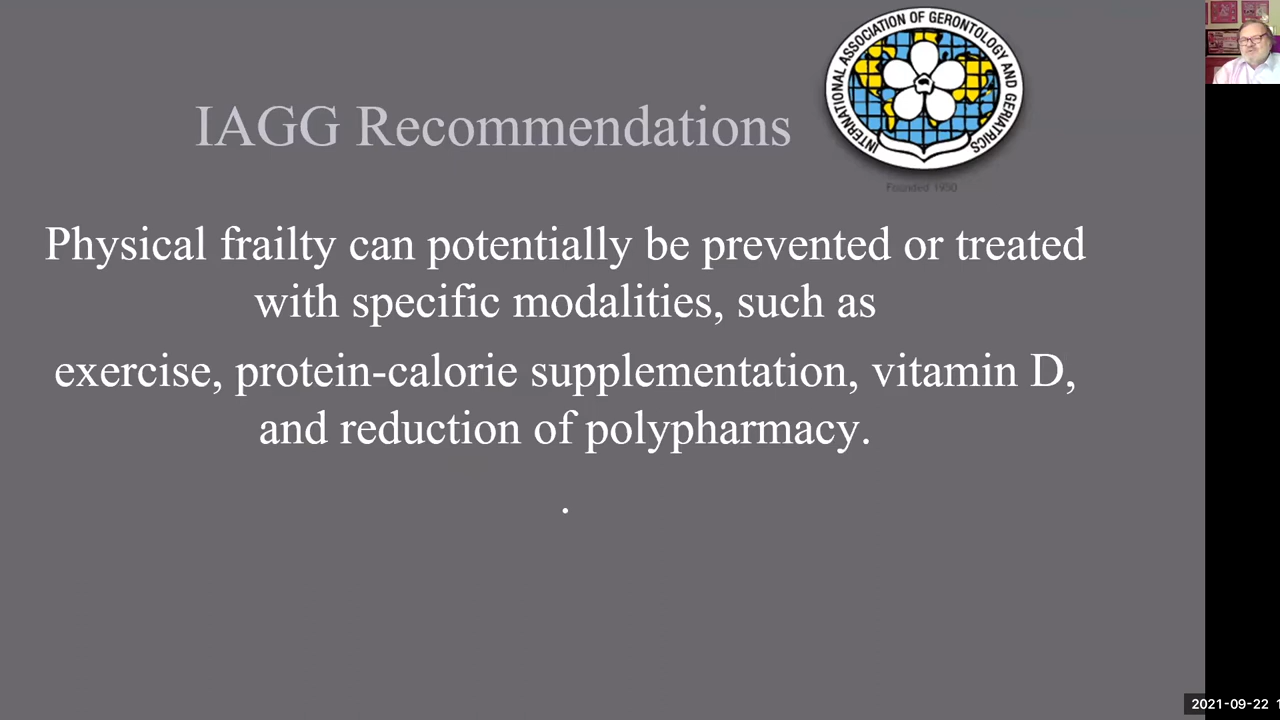 INTERNATIONAL ASSOCIATION OF GERONTOLOGY AND GERIATRICS
IAGG Recommendations
Founded 1950
Physical frailty can potentially be prevented or treated
with specific modalities, such as
exercise, protein-calorie supplementation, vitamin D,
and reduction of polypharmacy.
.
2021-09-22